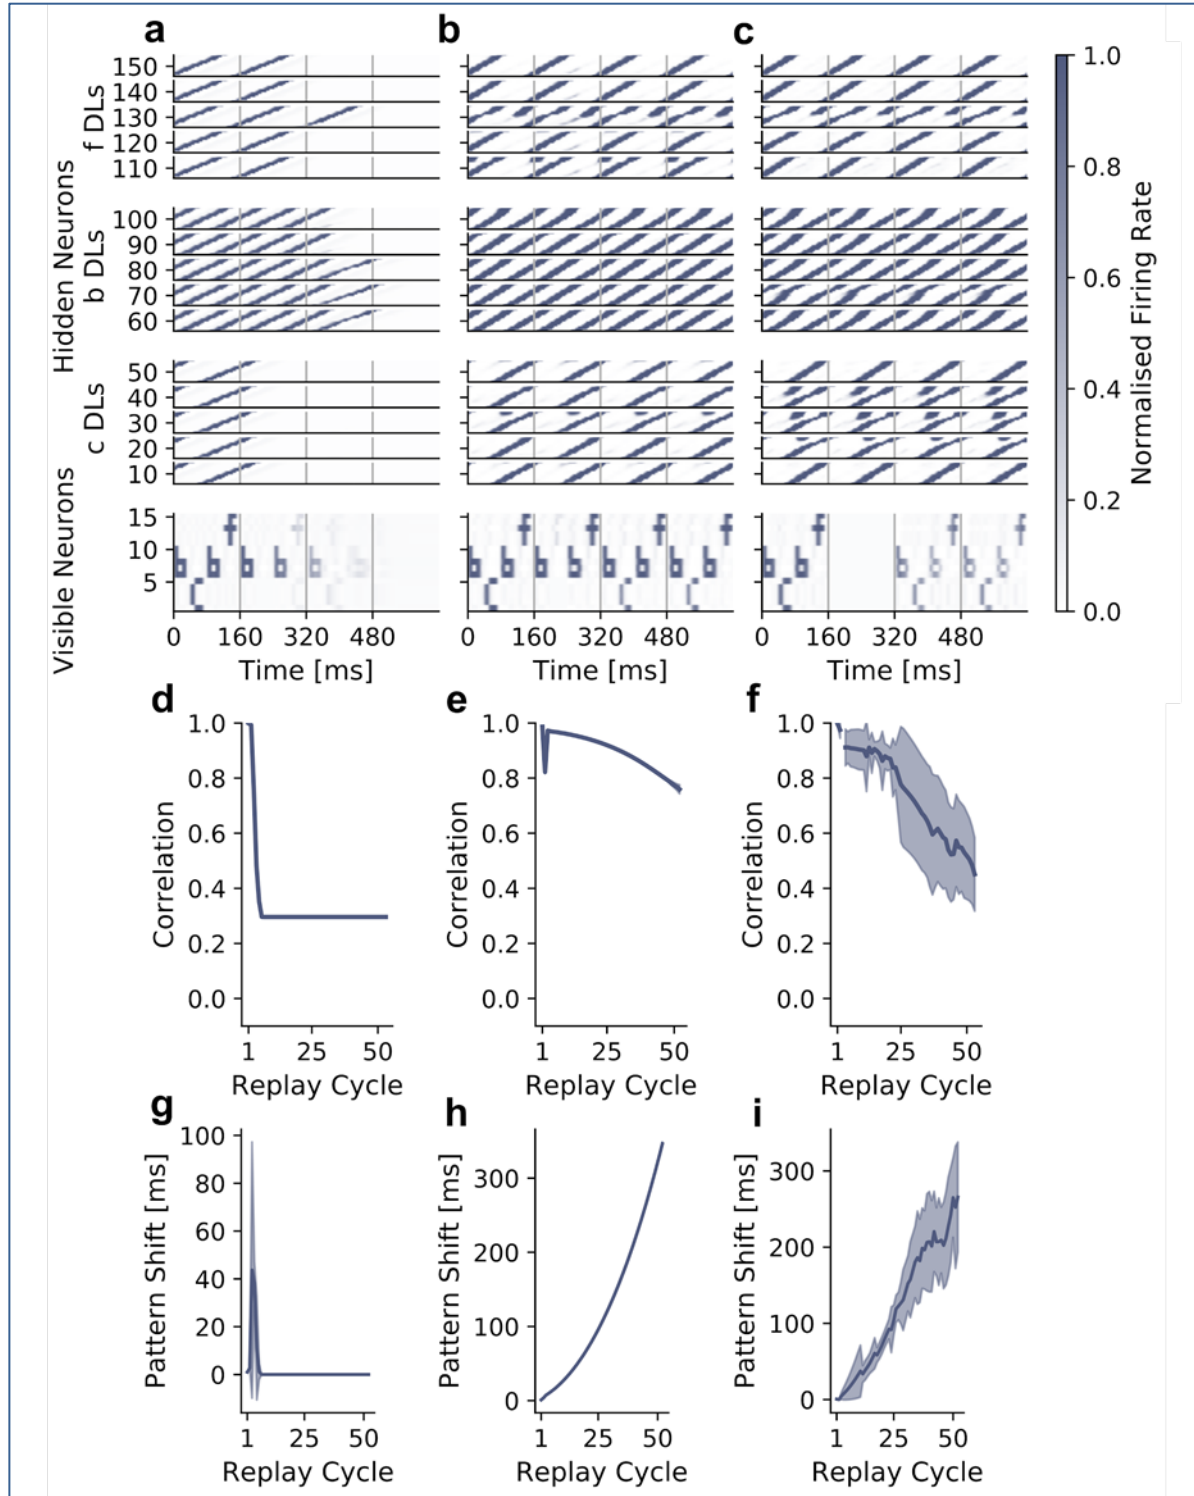 a b c
150
140
130
120
110
f DLs
100
90
80
70
60
b DLs
Hidden Neurons
50
40
30
20
10
c DLs
15
10
5
Visible Neurons
b c b f b b f b b
b c b f b b f b c b f b c b f
b c b f b c b f b c b f
0 160 320 480
Time [ms]
0 160 320 480
Time [ms]
0 160 320 480
Time [ms]
1.0
0.8
0.6
0.4
0.2
0.0
Normalised Firing Rate
d e f
1.0
0.8
0.6
0.4
0.2
0.0
Correlation
1 25 50
Replay Cycle
1.0
0.8
0.6
0.4
0.2
0.0
Correlation
1 25 50
Replay Cycle
1.0
0.8
0.6
0.4
0.2
0.0
Correlation
1 25 50
Replay Cycle
g h i
100
80
60
40
20
0
Pattern Shift [ms]
1 25 50
Replay Cycle
300
200
100
0
Pattern Shift [ms]
1 25 50
Replay Cycle
300
200
100
0
Pattern Shift [ms]
1 25 50
Replay Cycle